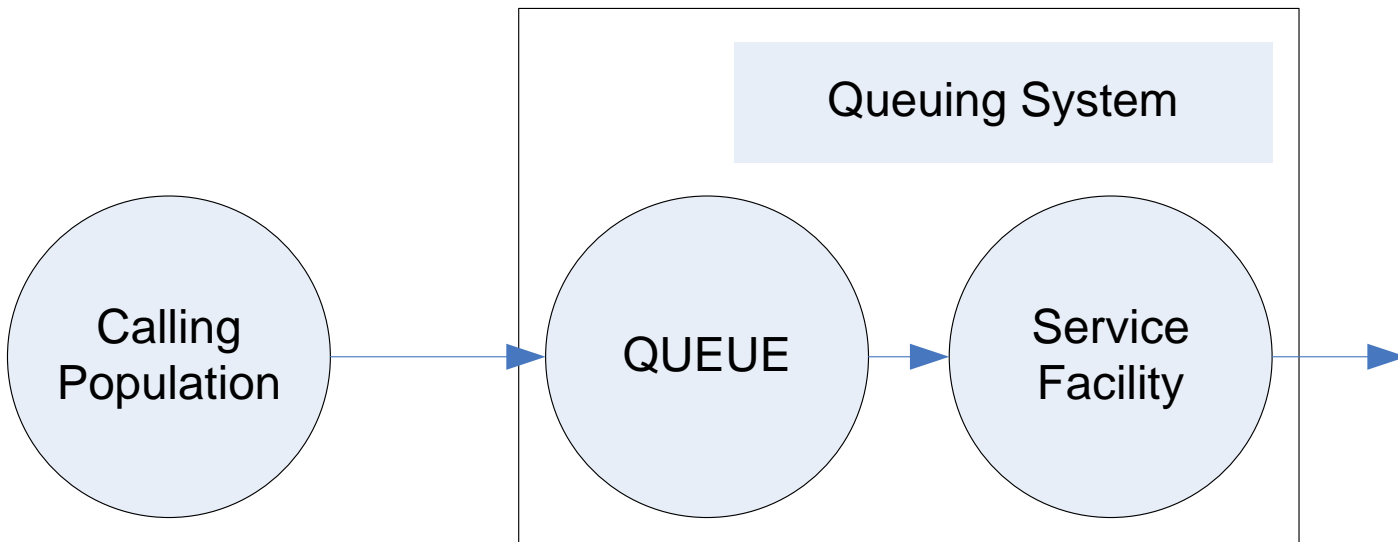 Queuing System
Calling
Population
QUEUE
Service
Facility